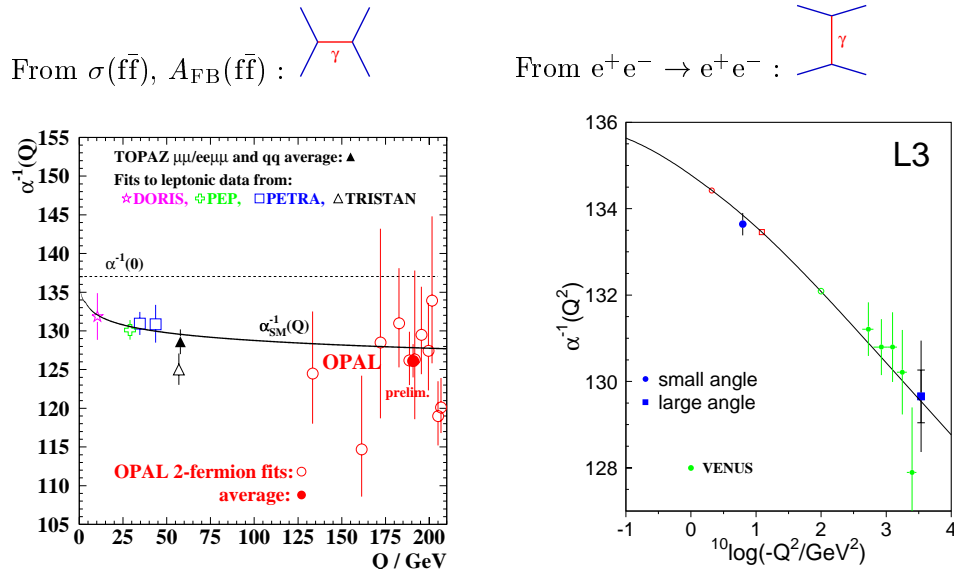 From σ(ff̄), A_FB(ff̄) :
γ
From e⁺e⁻ → e⁺e⁻ :
γ
α⁻¹(Q)
155
150
145
140
135
130
125
120
115
110
105
TOPAZ μμ/eeμμ and qq average: ▲
Fits to leptonic data from:
☆DORIS, ✚PEP, □PETRA, △TRISTAN
α⁻¹(0)
α⁻¹_SM(Q)
OPAL
prelim.
OPAL 2-fermion fits: ○
average: ●
0 25 50 75 100 125 150 175 200
Q / GeV
α⁻¹(Q²)
136
134
132
130
128
L3
● small angle
■ large angle
● VENUS
-1 0 1 2 3 4
¹⁰log(-Q²/GeV²)